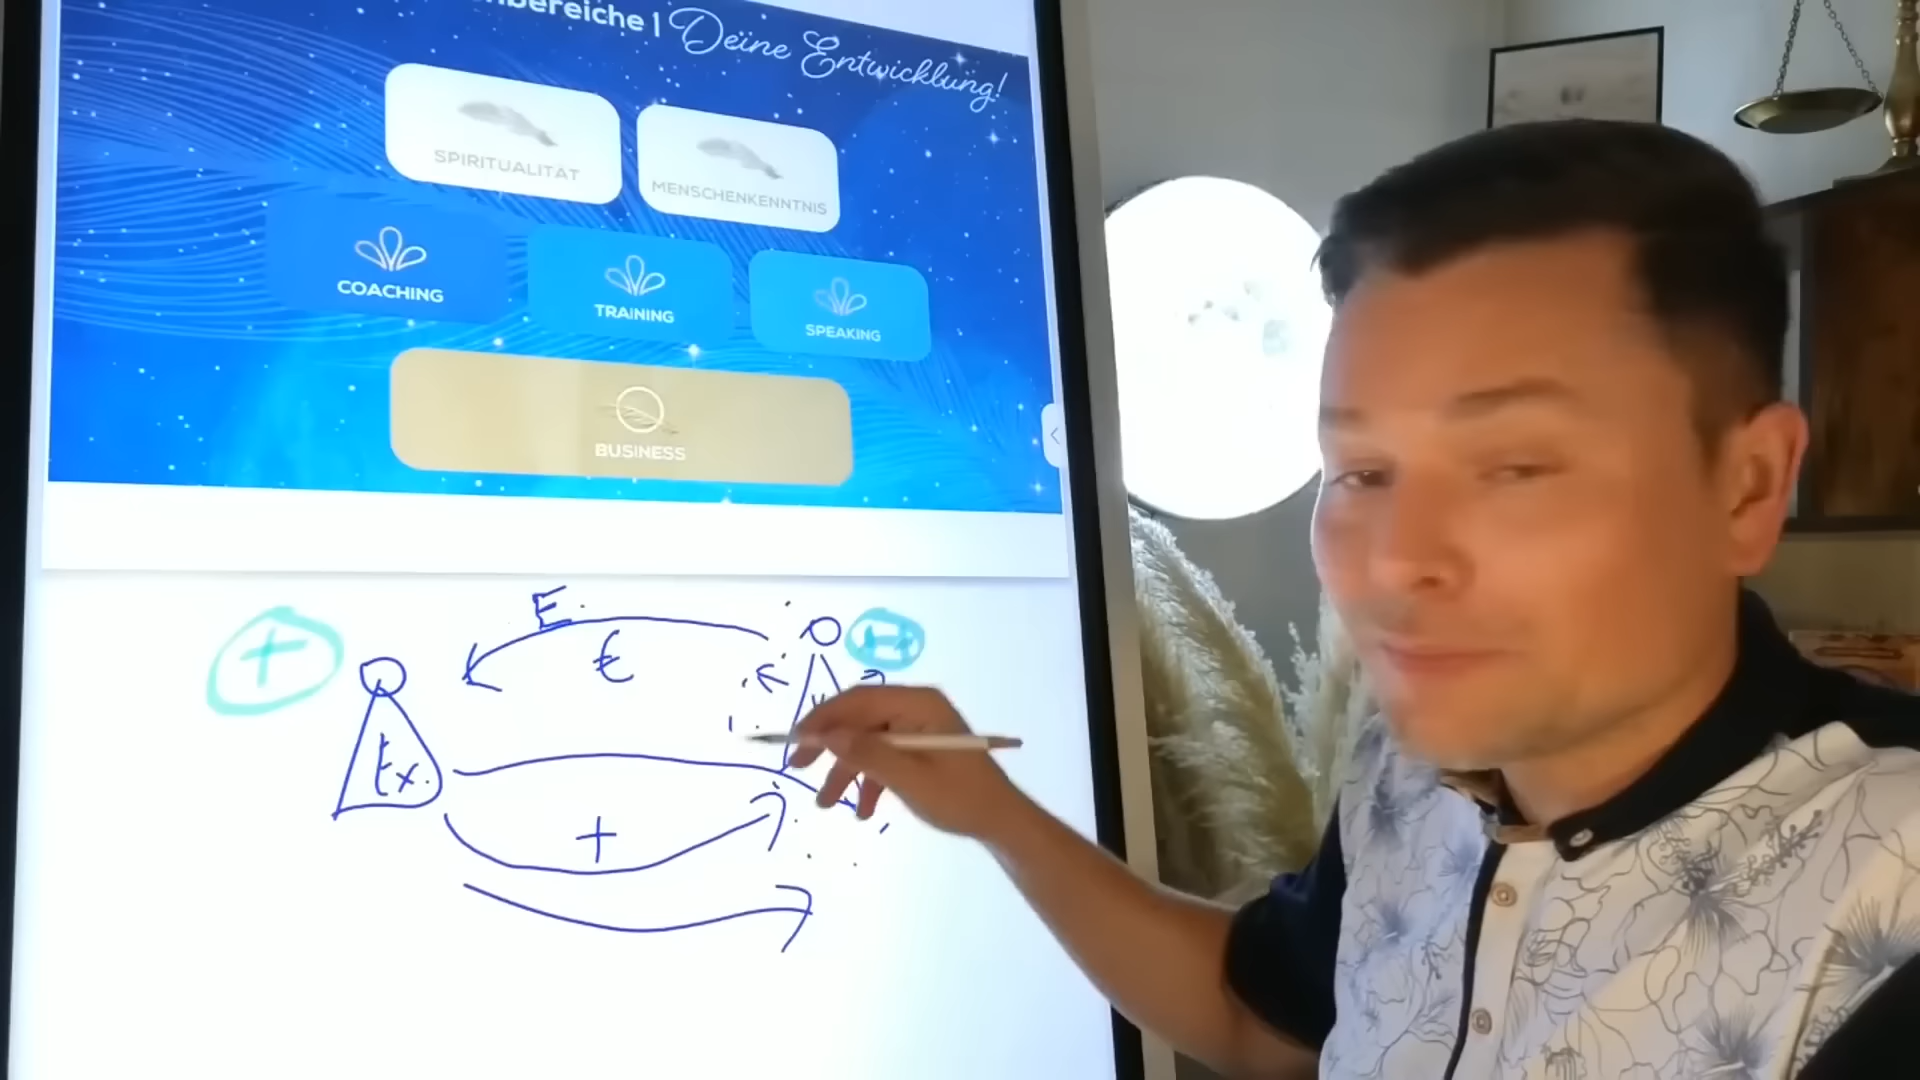 bereiche | Deine Entwicklung!
SPIRITUALITÄT
MENSCHENKENNTNIS
COACHING
TRAINING
SPEAKING
BUSINESS
E.
€
+
Ex.
+